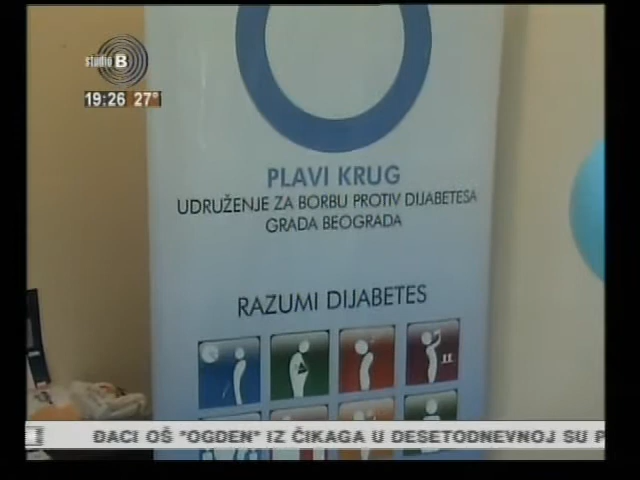 studio B
19:26 27°
PLAVI KRUG
UDRUŽENJE ZA BORBU PROTIV DIJABETESA
GRADA BEOGRADA
RAZUMI DIJABETES
ĐACI OŠ "OGDEN" IZ ČIKAGA U DESETODNEVNOJ SU P